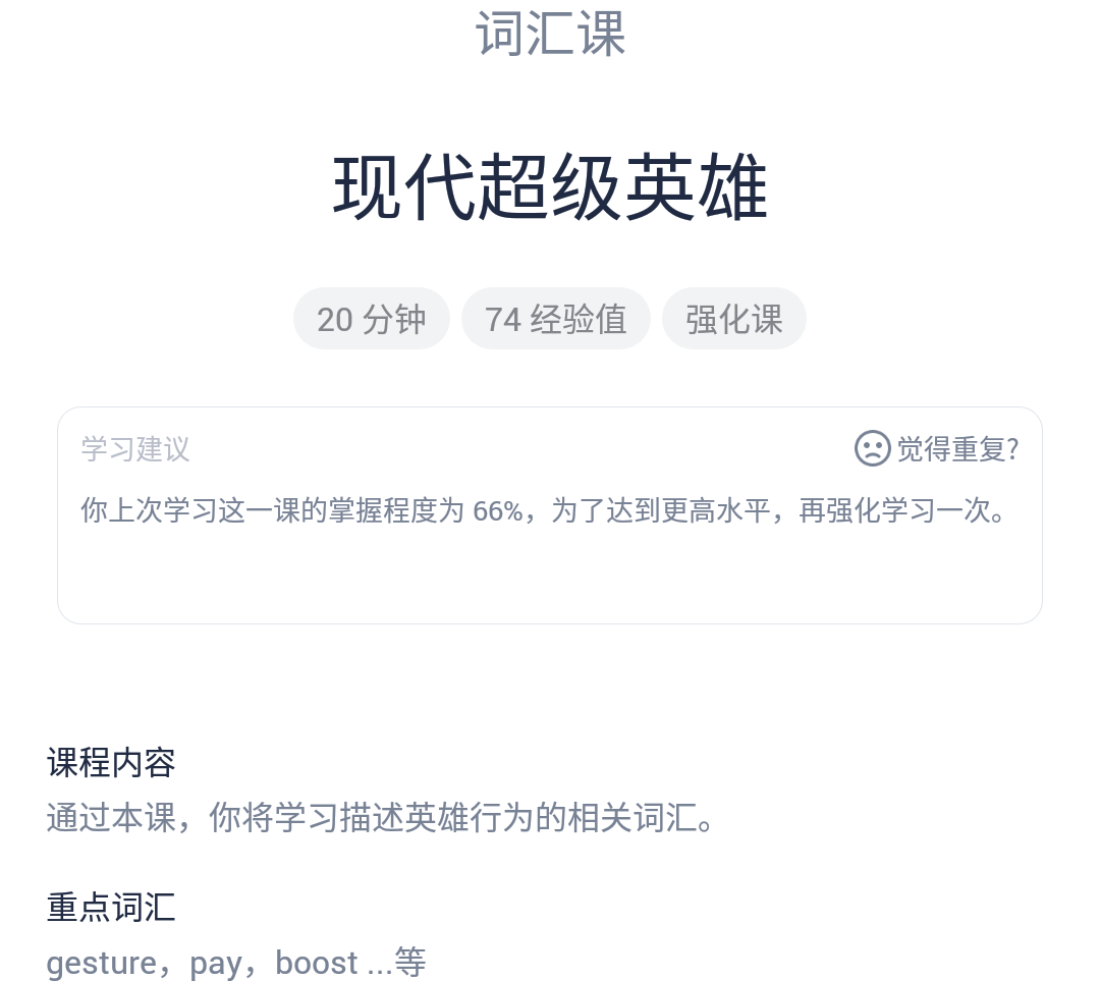 词汇课
现代超级英雄
20 分钟 74 经验值 强化课
学习建议 觉得重复?
你上次学习这一课的掌握程度为 66%，为了达到更高水平，再强化学习一次。
课程内容
通过本课，你将学习描述英雄行为的相关词汇。
重点词汇
gesture，pay，boost ...等